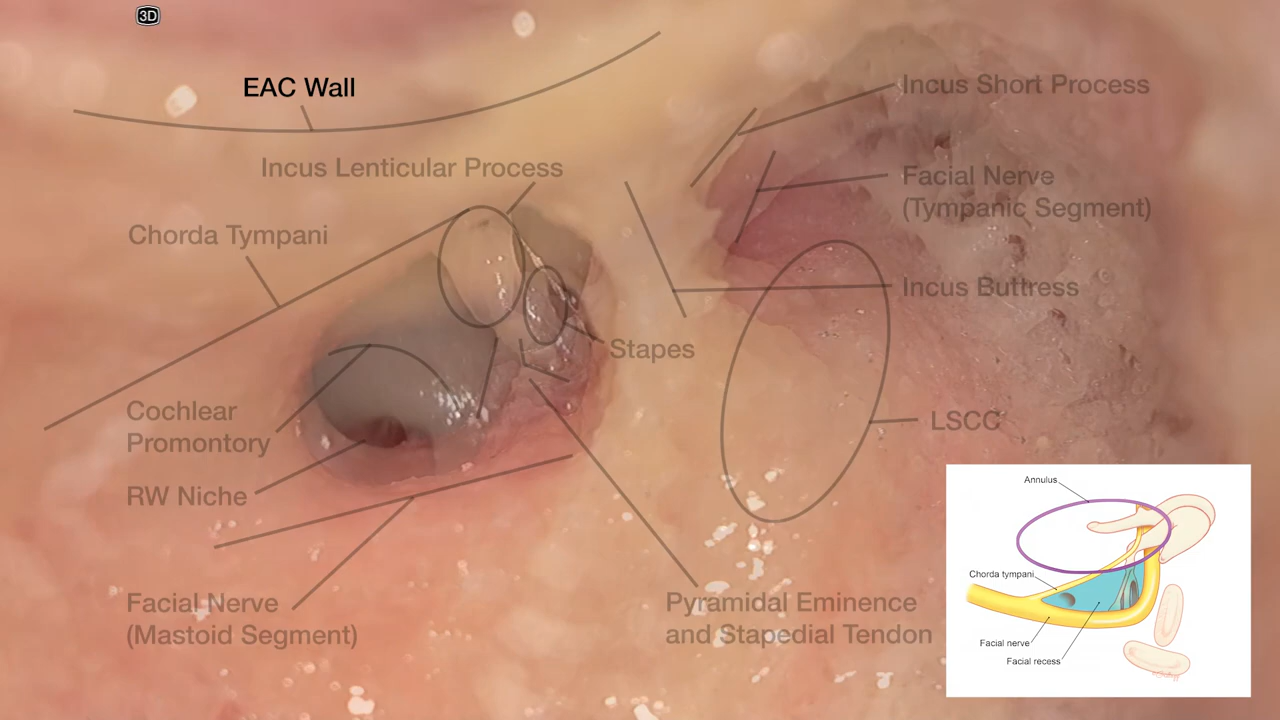 3D
EAC Wall
Incus Short Process
Incus Lenticular Process
Facial Nerve
(Tympanic Segment)
Chorda Tympani
Incus Buttress
Stapes
Cochlear
Promontory
LSCC
RW Niche
Facial Nerve
(Mastoid Segment)
Pyramidal Eminence
and Stapedial Tendon
Annulus
Chorda tympani
Facial nerve
Facial recess